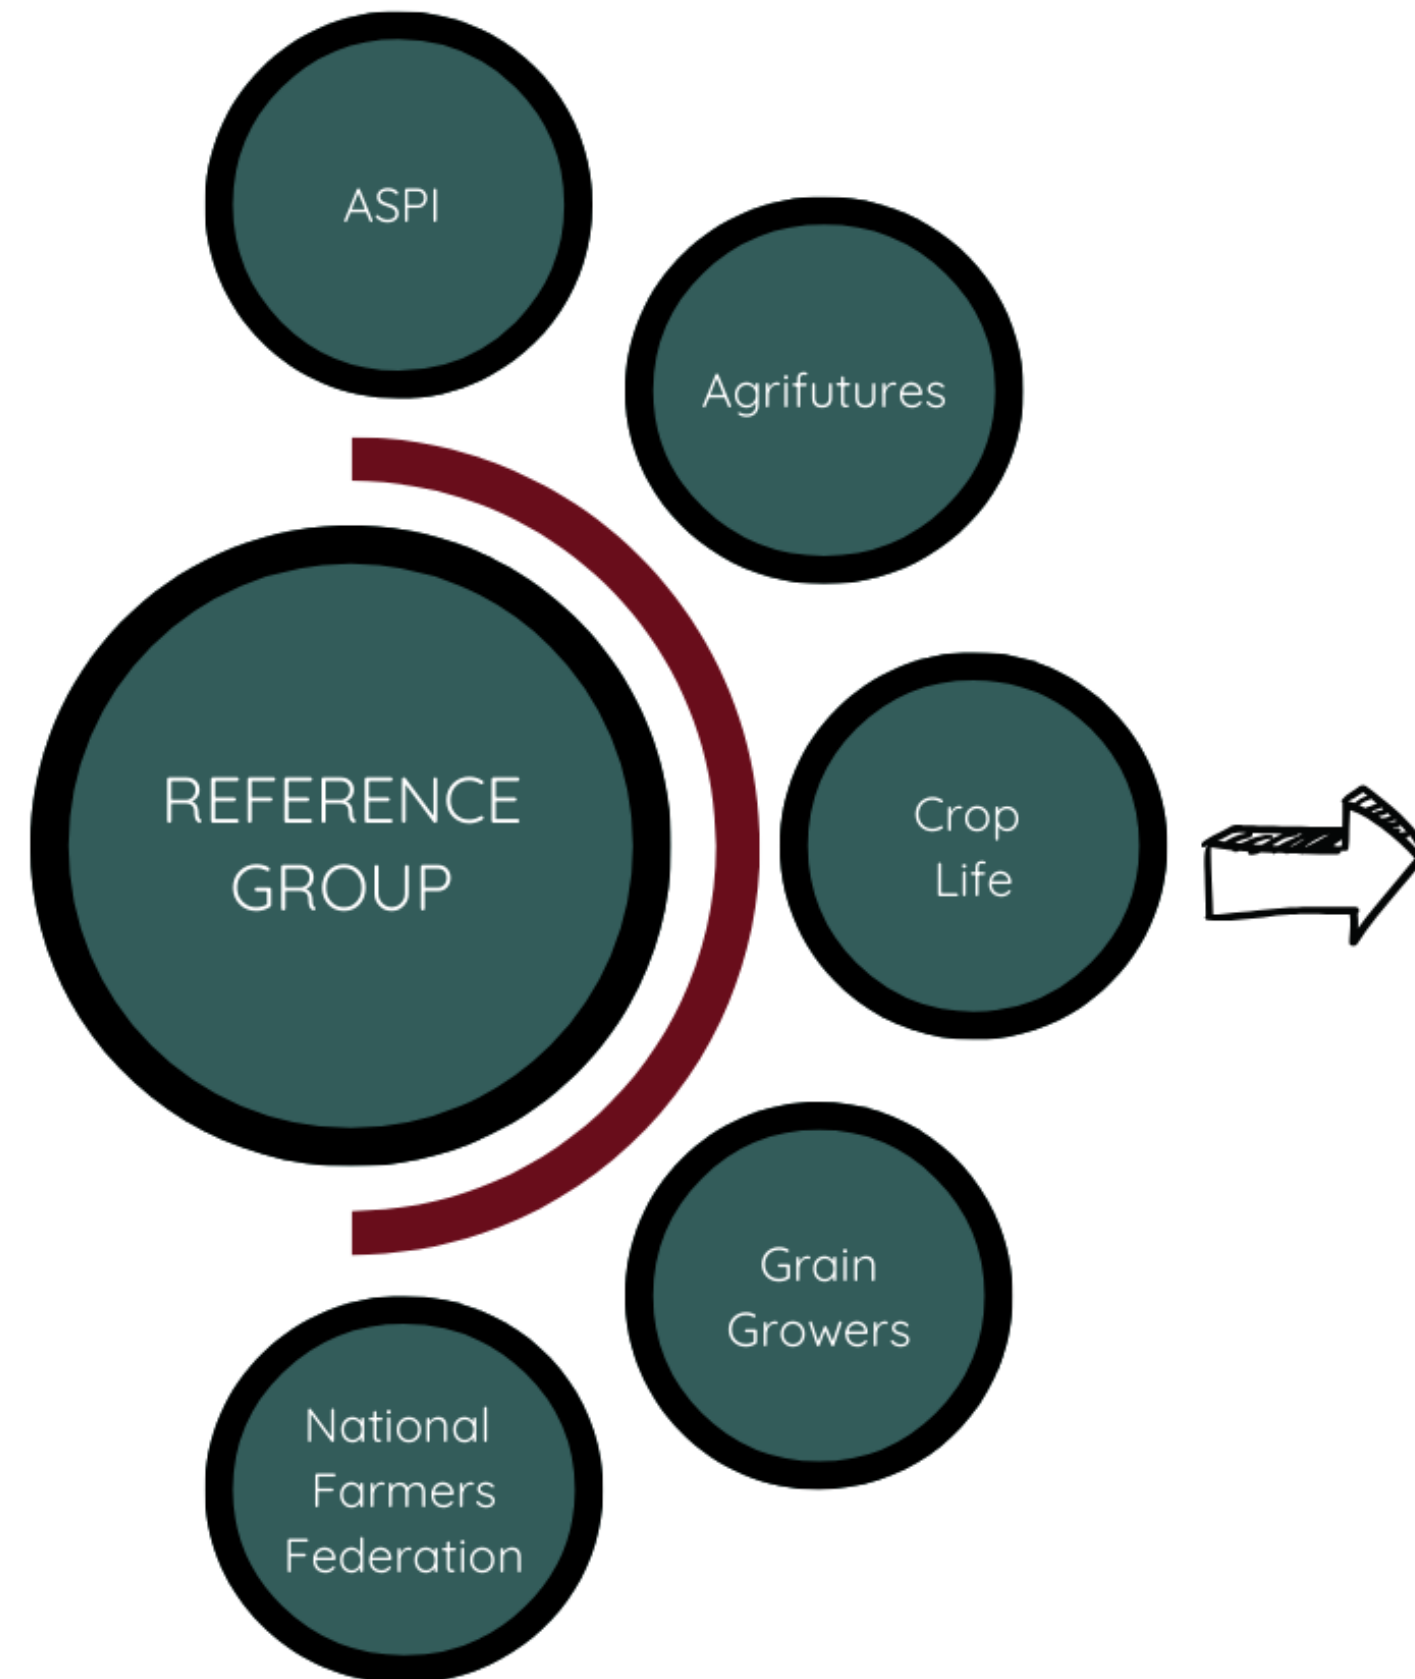 ASPI
Agrifutures
REFERENCE
GROUP
Crop
Life
Grain
Growers
National
Farmers
Federation